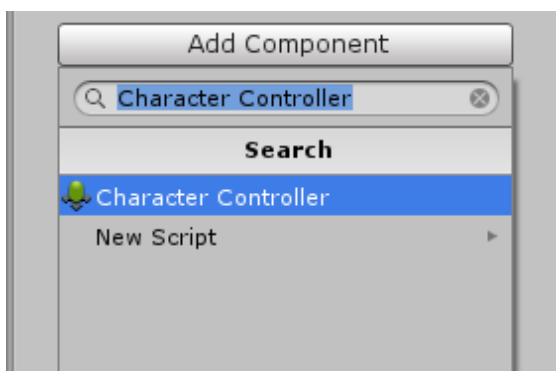 Add Component
Character Controller
Search
Character Controller
New Script